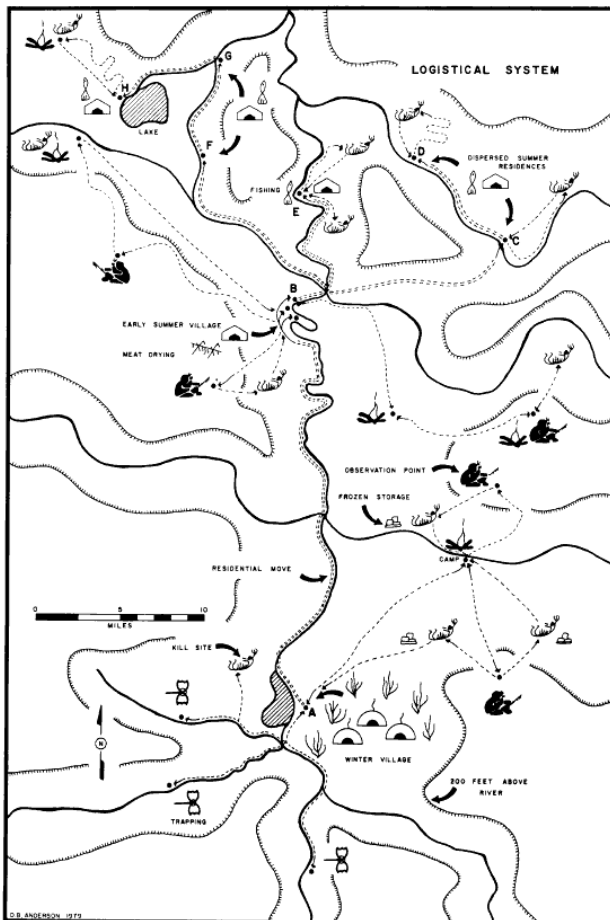 LOGISTICAL SYSTEM
H
G
LAKE
F
D
DISPERSED SUMMER
RESIDENCES
FISHING
E
C
B
EARLY SUMMER VILLAGE
MEAT DRYING
OBSERVATION POINT
FROZEN STORAGE
CAMP
RESIDENTIAL MOVE
0 5 10
MILES
KILL SITE
A
N
WINTER VILLAGE
200 FEET ABOVE
RIVER
TRAPPING
D.B. ANDERSON 1979